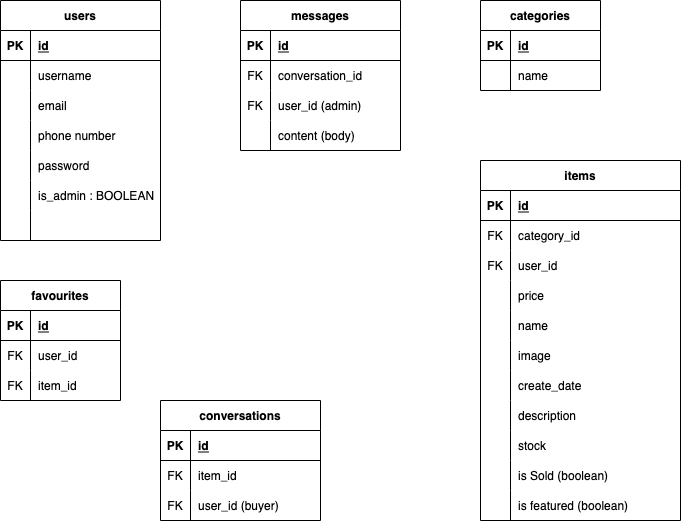 users
PK id
username
email
phone number
password
is_admin : BOOLEAN
messages
PK id
FK conversation_id
FK user_id (admin)
content (body)
categories
PK id
name
items
PK id
FK category_id
FK user_id
price
name
image
create_date
description
stock
is Sold (boolean)
is featured (boolean)
favourites
PK id
FK user_id
FK item_id
conversations
PK id
FK item_id
FK user_id (buyer)